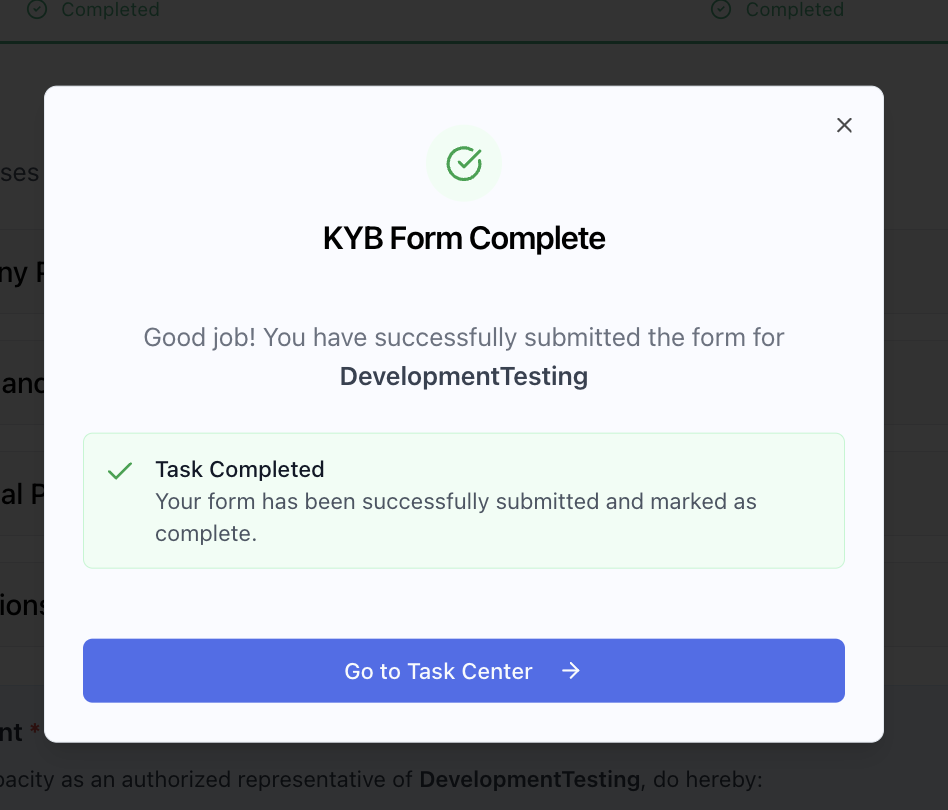 Completed
Completed
ses
KYB Form Complete
ny P
Good job! You have successfully submitted the form for
DevelopmentTesting
Task Completed
al P
Your form has been successfully submitted and marked as
complete.
ions
Go to Task Center
nt *
pacity as an authorized representative of DevelopmentTesting, do hereby: